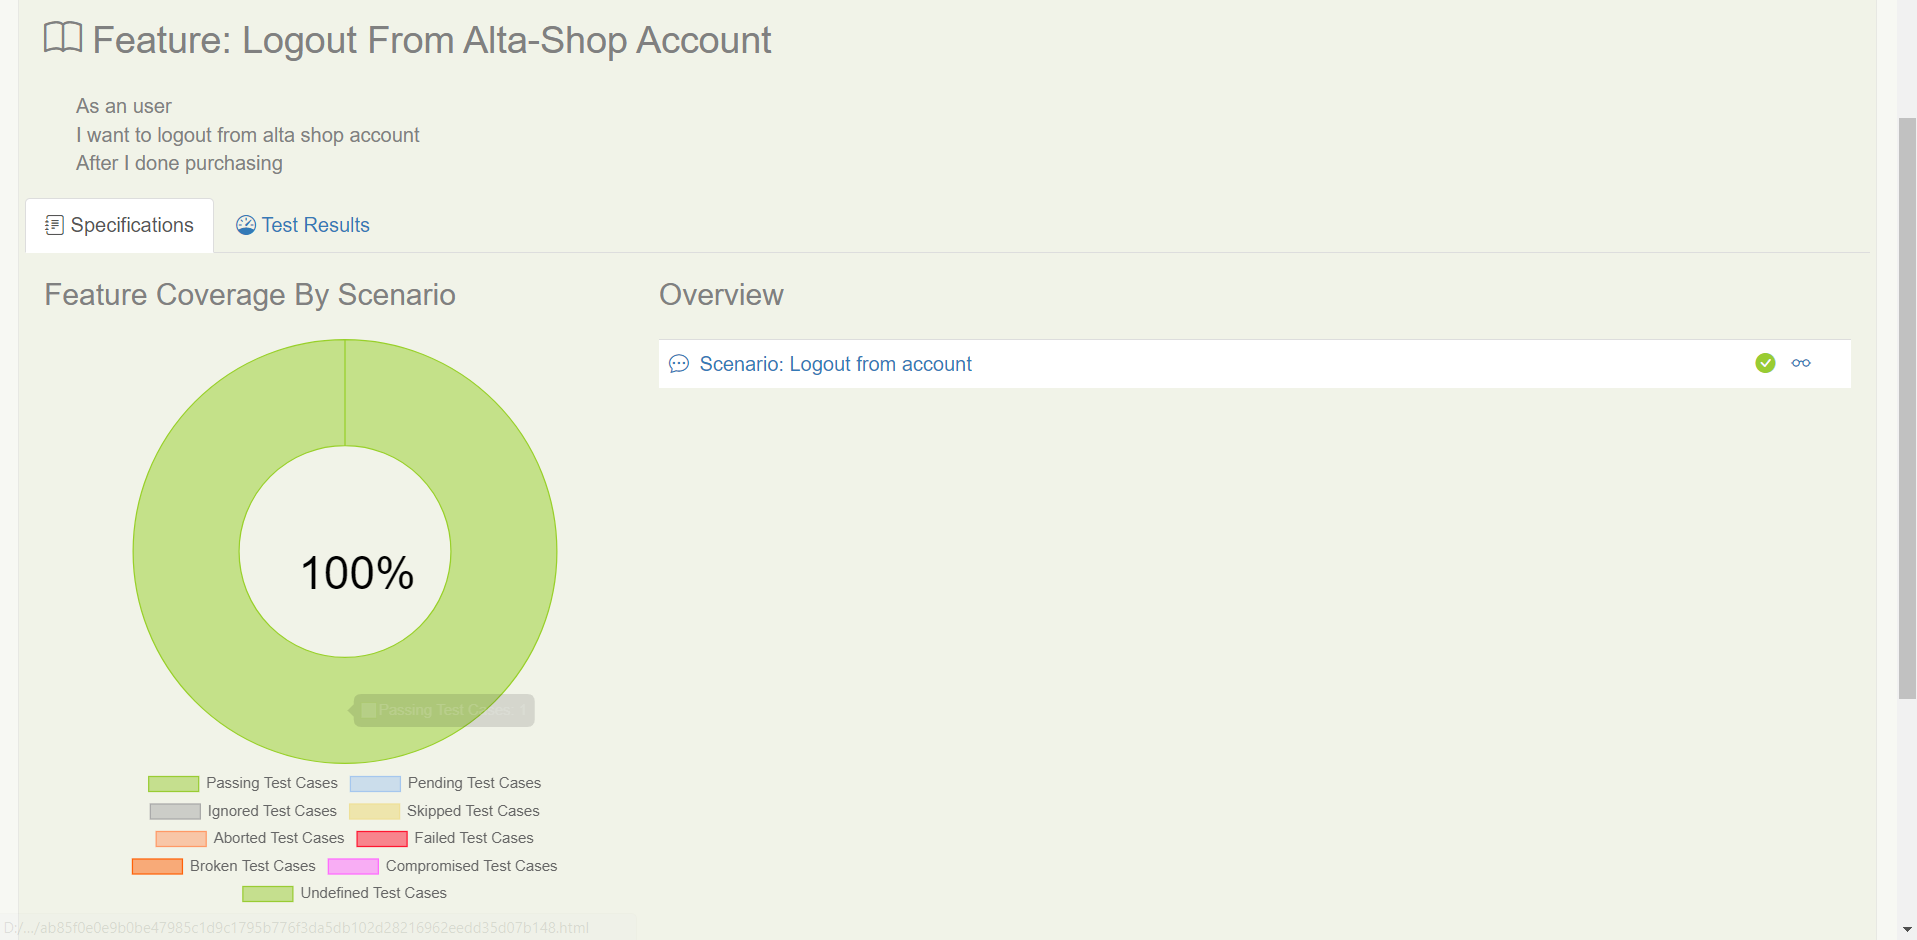 Feature: Logout From Alta-Shop Account
As an user
I want to logout from alta shop account
After I done purchasing
Specifications
Test Results
Feature Coverage By Scenario
Overview
Scenario: Logout from account
100%
Passing Test Cases
Passing Test Cases
Pending Test Cases
Ignored Test Cases
Skipped Test Cases
Aborted Test Cases
Failed Test Cases
Broken Test Cases
Compromised Test Cases
Undefined Test Cases
D:/.../ab85f0e0e9b0be47985c1d9c1795b776f3da5db102d28216962eedd35d07b148.html